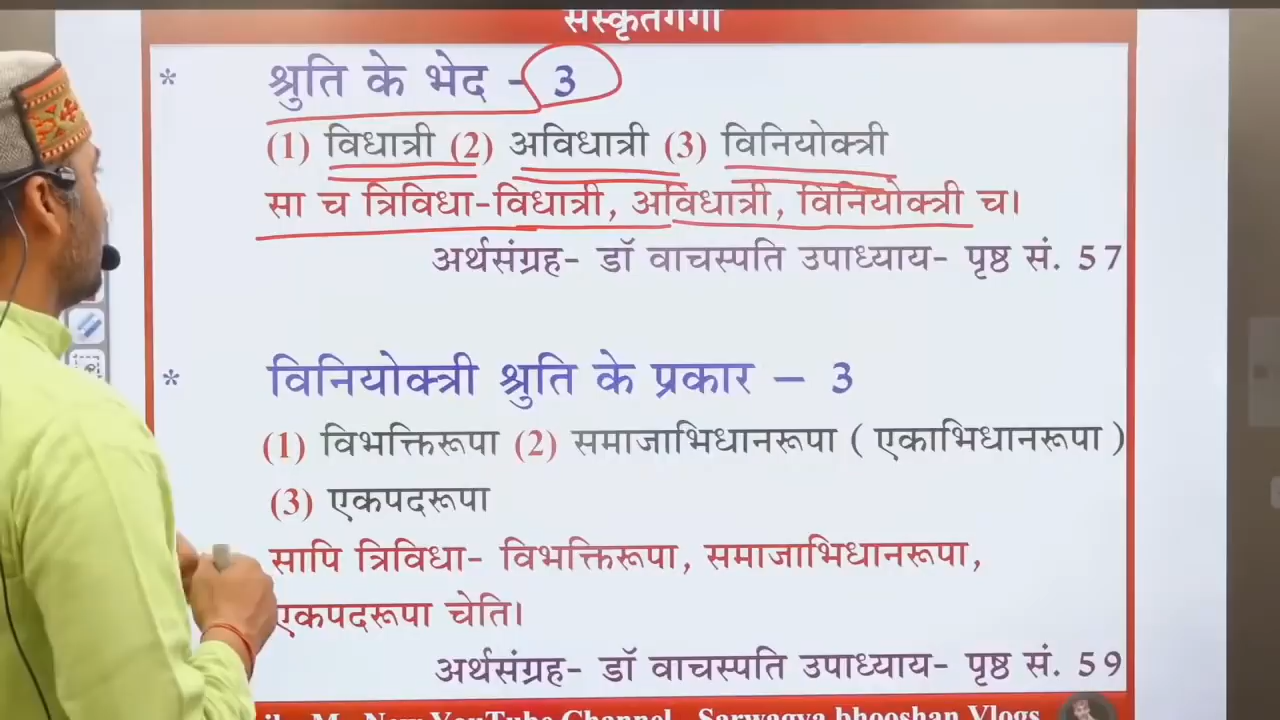 संस्कृतगंगा
* श्रुति के भेद - 3
(1) विधात्री (2) अविधात्री (3) विनियोक्त्री
सा च त्रिविधा-विधात्री, अविधात्री, विनियोक्त्री च।
अर्थसंग्रह- डॉ वाचस्पति उपाध्याय- पृष्ठ सं. 57
* विनियोक्त्री श्रुति के प्रकार – 3
(1) विभक्तिरूपा (2) समाजाभिधानरूपा ( एकाभिधानरूपा )
(3) एकपदरूपा
सापि त्रिविधा- विभक्तिरूपा, समाजाभिधानरूपा,
एकपदरूपा चेति।
अर्थसंग्रह- डॉ वाचस्पति उपाध्याय- पृष्ठ सं. 59
My New YouTube Channel - Sarwagya bhooshan Vlogs